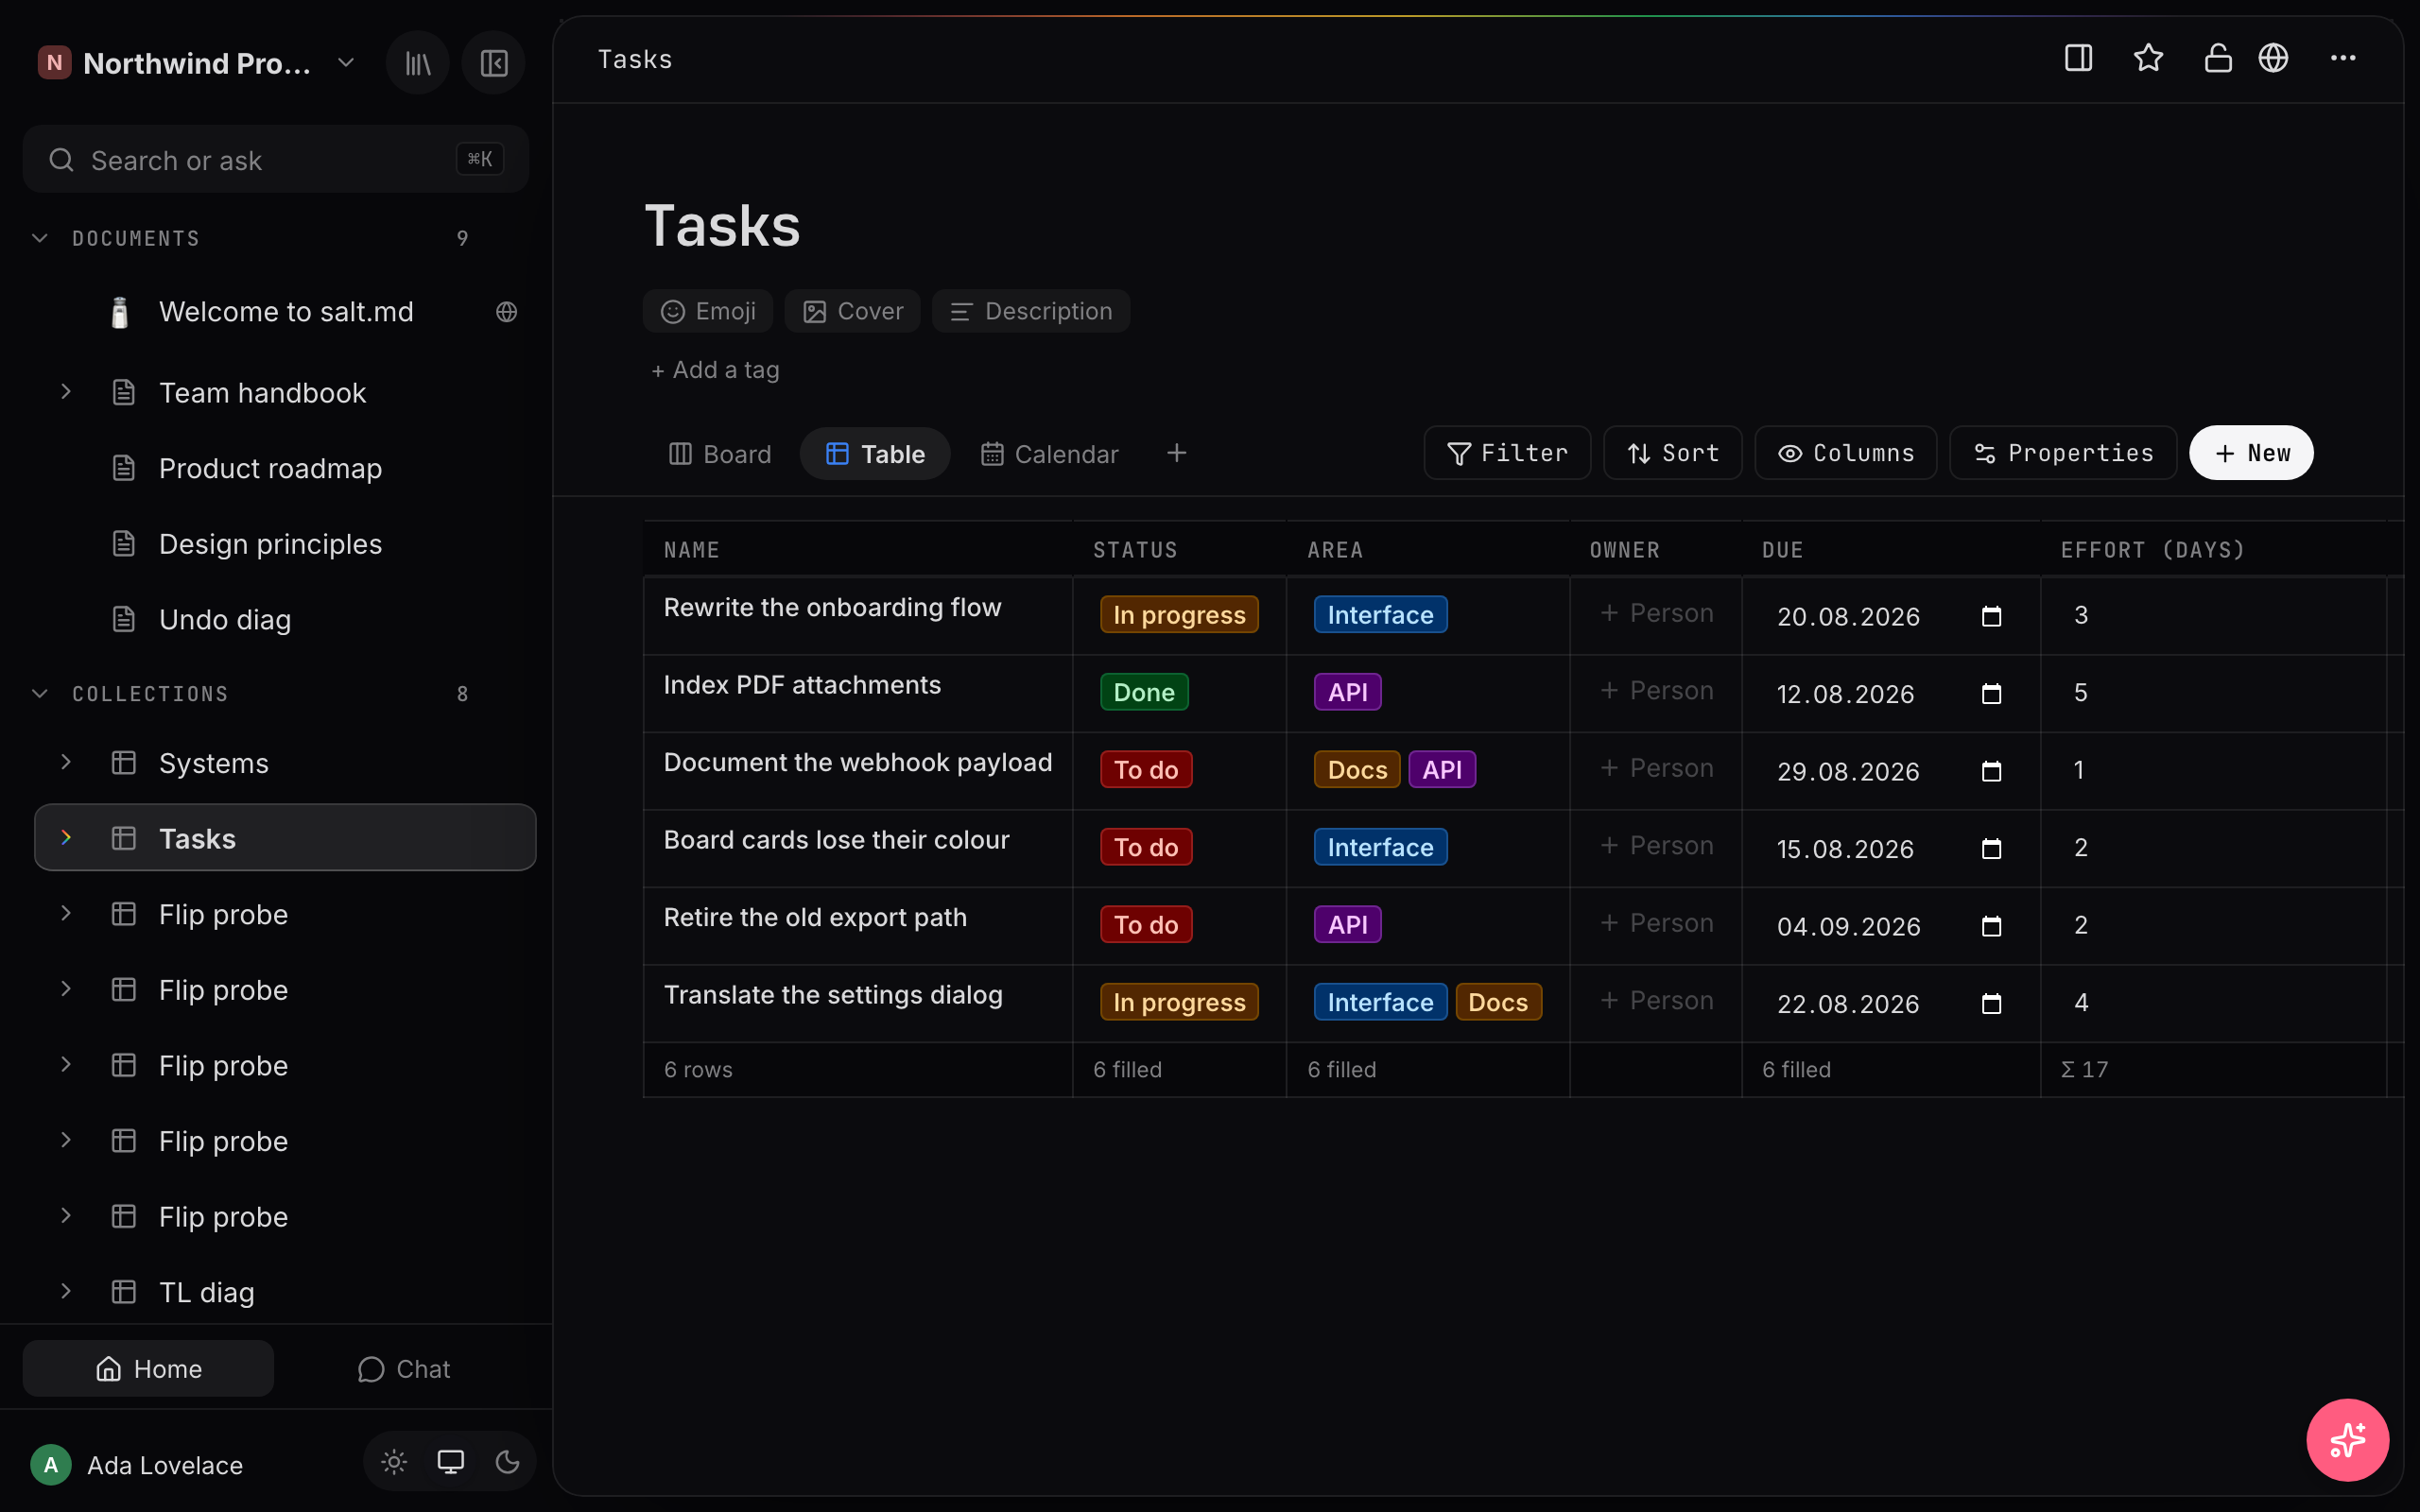 N Northwind Pro...
Search or ask ⌘K
DOCUMENTS 9
Welcome to salt.md
Team handbook
Product roadmap
Design principles
Undo diag
COLLECTIONS 8
Systems
Tasks
Flip probe
Flip probe
Flip probe
Flip probe
Flip probe
TL diag
Home Chat
A Ada Lovelace
Tasks
Tasks
Emoji Cover Description
+ Add a tag
Board Table Calendar +
Filter Sort Columns Properties + New
NAME STATUS AREA OWNER DUE EFFORT (DAYS)
Rewrite the onboarding flow In progress Interface + Person 20.08.2026 3
Index PDF attachments Done API + Person 12.08.2026 5
Document the webhook payload To do Docs API + Person 29.08.2026 1
Board cards lose their colour To do Interface + Person 15.08.2026 2
Retire the old export path To do API + Person 04.09.2026 2
Translate the settings dialog In progress Interface Docs + Person 22.08.2026 4
6 rows 6 filled 6 filled 6 filled Σ 17